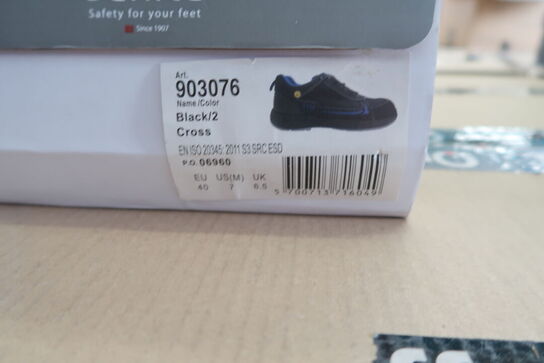 Safety for your feet
Since 1907
Art.
903076
Name/Color
Black/2
Cross
EN ISO 20345: 2011 S3 SRC ESD
P.O. 06960
EU US(M) UK
40 7 6.5
5 700713 716049